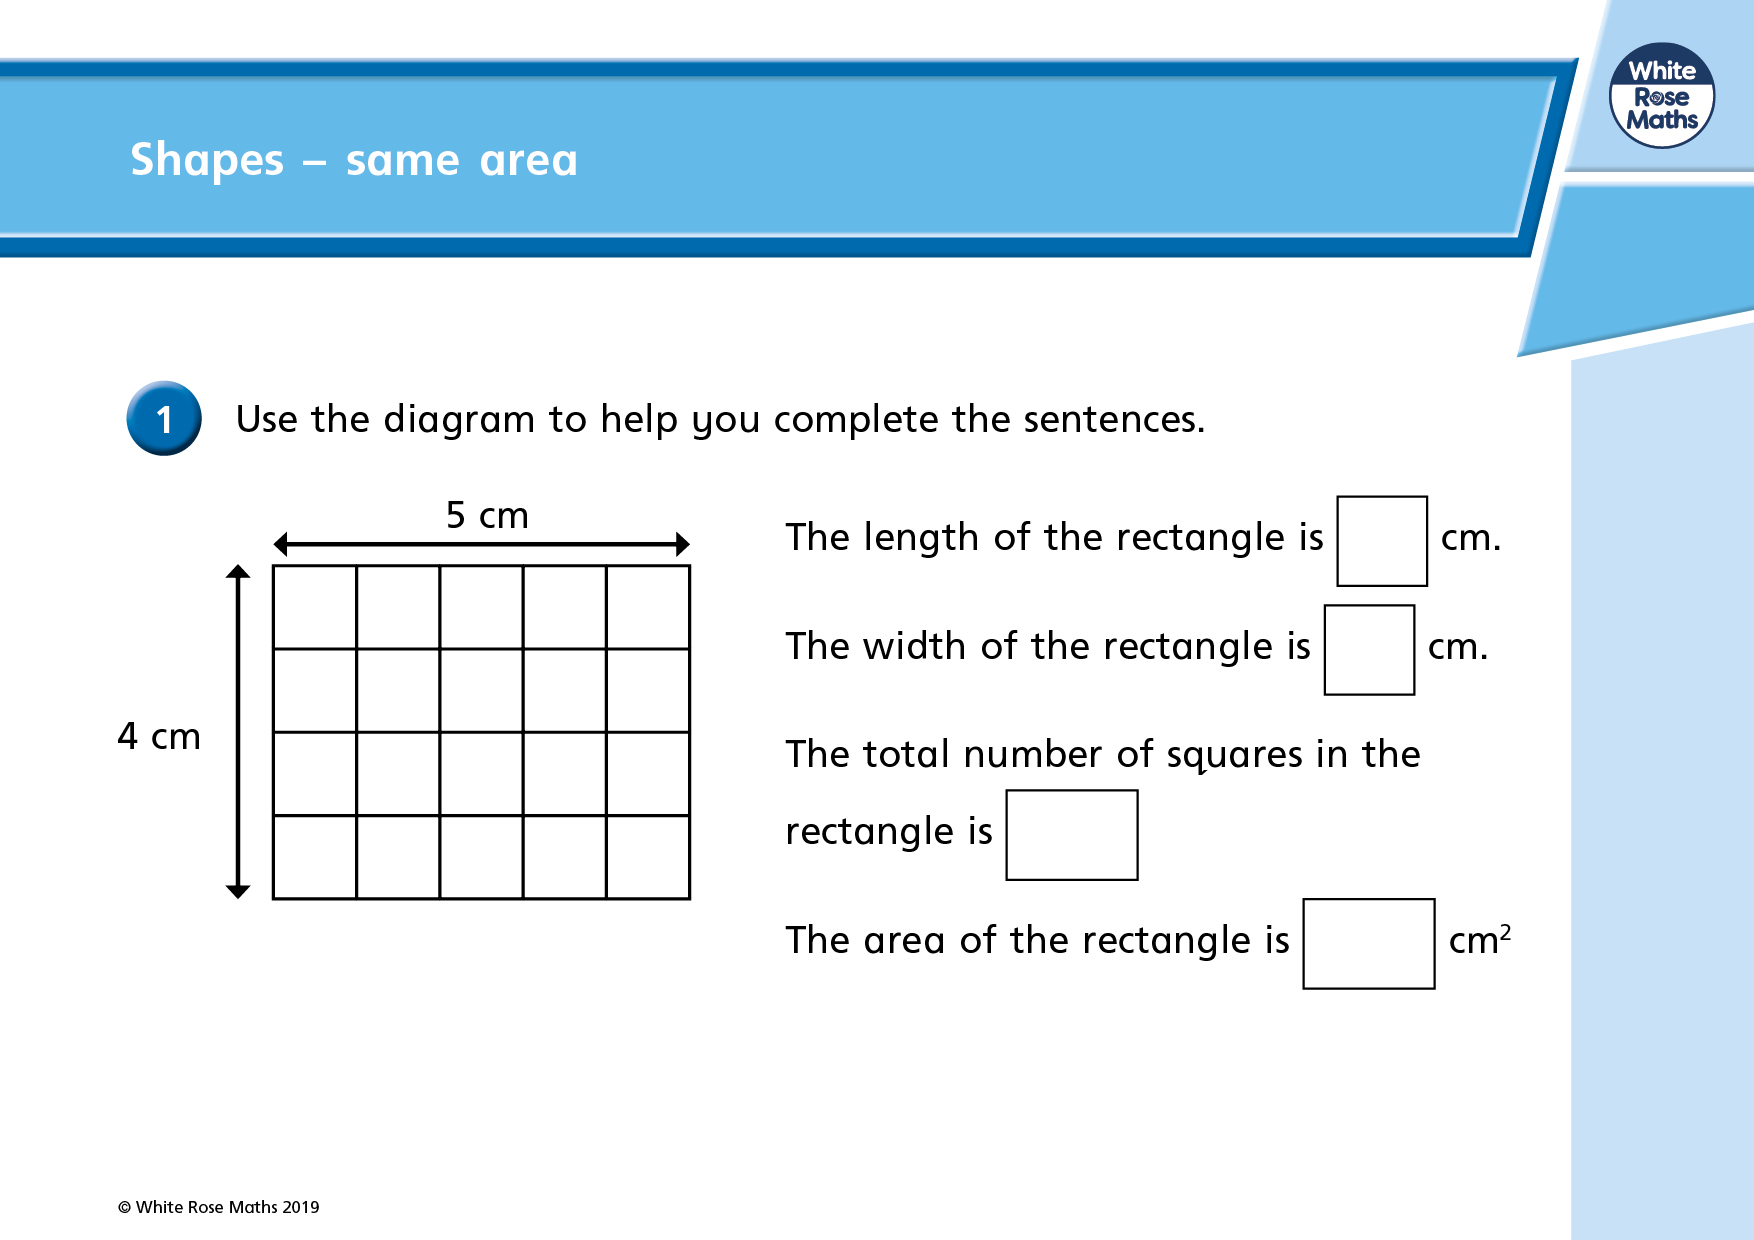 White
Rose
Maths
Shapes – same area
1 Use the diagram to help you complete the sentences.
5 cm
4 cm
The length of the rectangle is cm.
The width of the rectangle is cm.
The total number of squares in the
rectangle is
The area of the rectangle is cm²
© White Rose Maths 2019